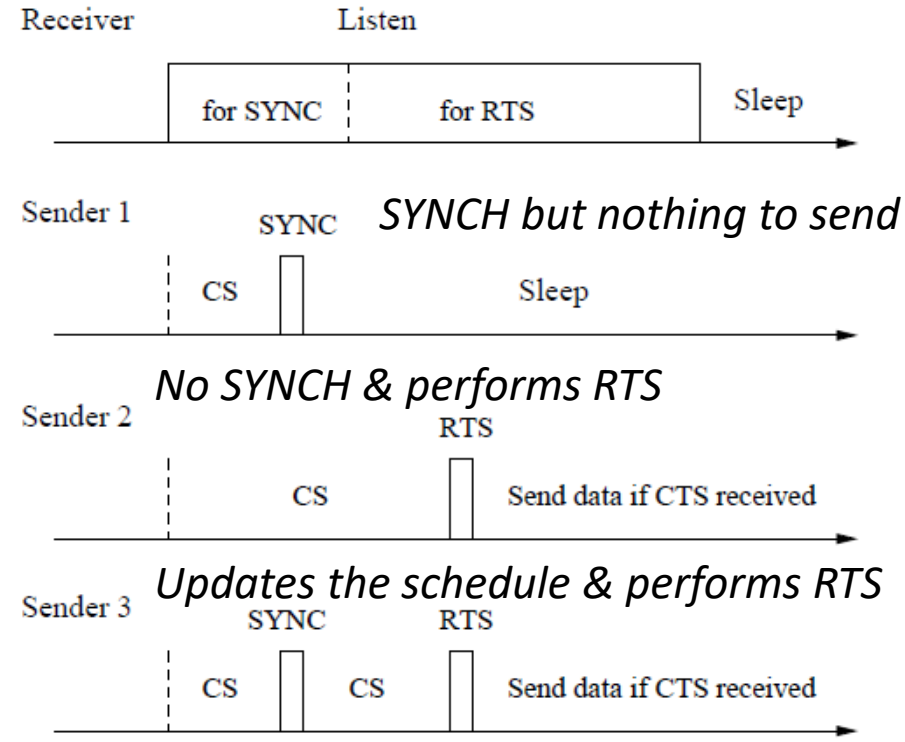 Receiver Listen
for SYNC for RTS Sleep
Sender 1 SYNC SYNCH but nothing to send
CS Sleep
No SYNCH & performs RTS
Sender 2 RTS
CS Send data if CTS received
Updates the schedule & performs RTS
Sender 3 SYNC RTS
CS CS Send data if CTS received